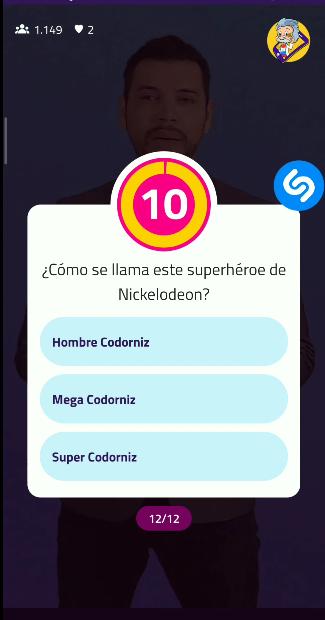 1.149 2
10
¿Cómo se llama este superhéroe de
Nickelodeon?
Hombre Codorniz
Mega Codorniz
Super Codorniz
12/12